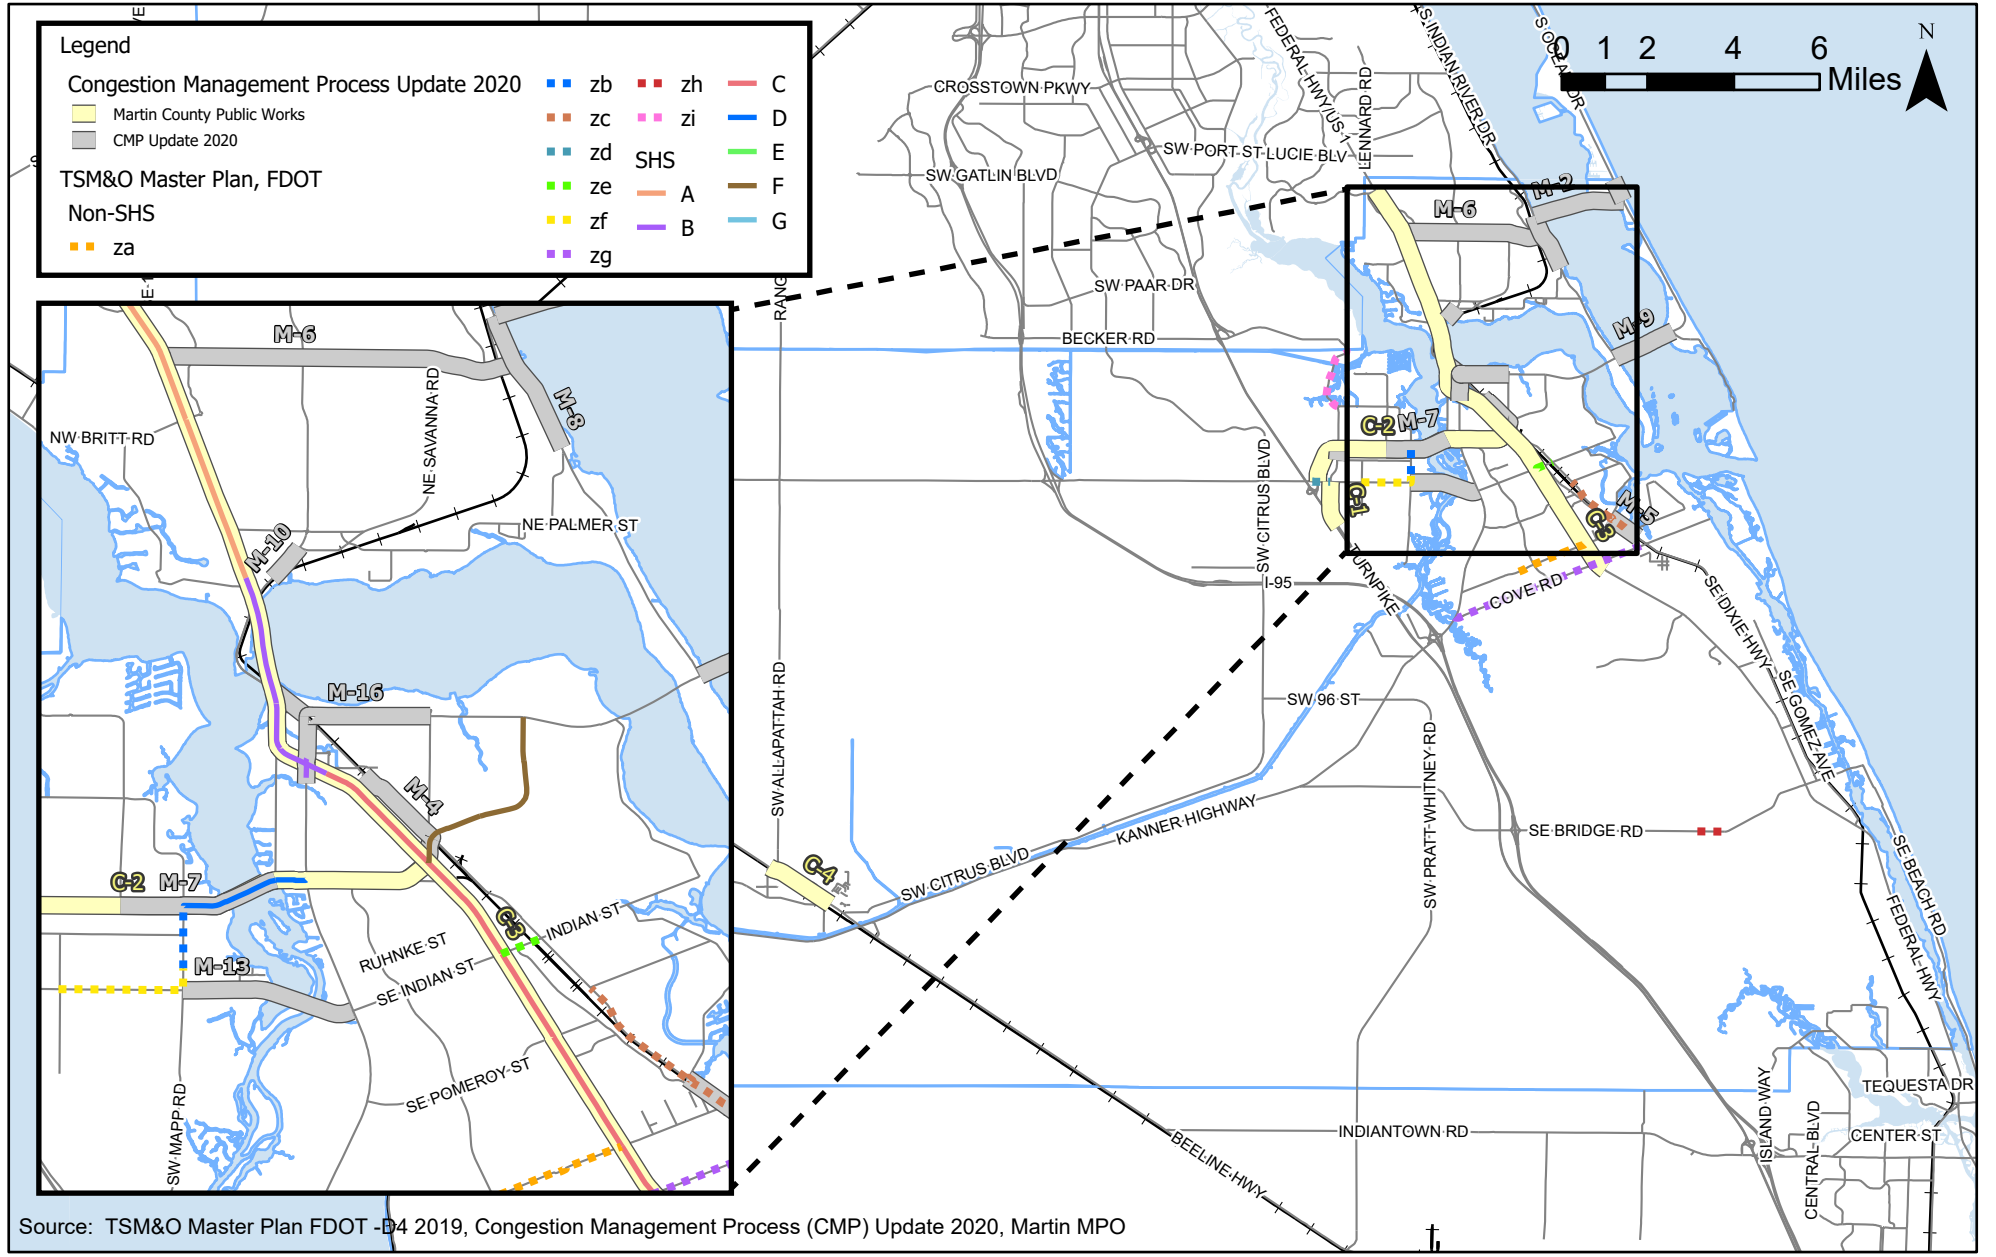 Legend
Congestion Management Process Update 2020
Martin County Public Works
CMP Update 2020
TSM&O Master Plan, FDOT
Non-SHS
za
zb
zc
zd
ze
zf
zg
zh
zi
SHS
A
B
C
D
E
F
G
0 1 2 4 6
Miles
N
CROSSTOWN PKWY
SW GATLIN BLVD
SW PORT ST LUCIE BLV
FEDERAL HWY/US 1
LENNARD RD
S INDIAN RIVER DR
S OCEAN DR
SW PAAR DR
BECKER RD
RANG
M-2
M-6
M-9
C-2
M-7
C-1
C-3
M-5
SW CITRUS BLVD
I-95
TURNPIKE
COVE RD
SE DIXIE HWY
SE GOMEZ AVE
SW 96 ST
SW ALLAPATTAH RD
SW PRATT WHITNEY RD
KANNER HIGHWAY
SE BRIDGE RD
SW CITRUS BLVD
C-4
SE BEACH RD
FEDERAL HWY
TEQUESTA DR
ISLAND WAY
CENTRAL BLVD
CENTER ST
INDIANTOWN RD
BEELINE HWY
M-6
NW BRITT RD
NE SAVANNA RD
M-8
M-10
NE PALMER ST
M-16
M-4
C-2
M-7
C-3
INDIAN ST
RUHNKE ST
SE INDIAN ST
M-13
SE POMEROY ST
SW MAPP RD
Source: TSM&O Master Plan FDOT -D4 2019, Congestion Management Process (CMP) Update 2020, Martin MPO